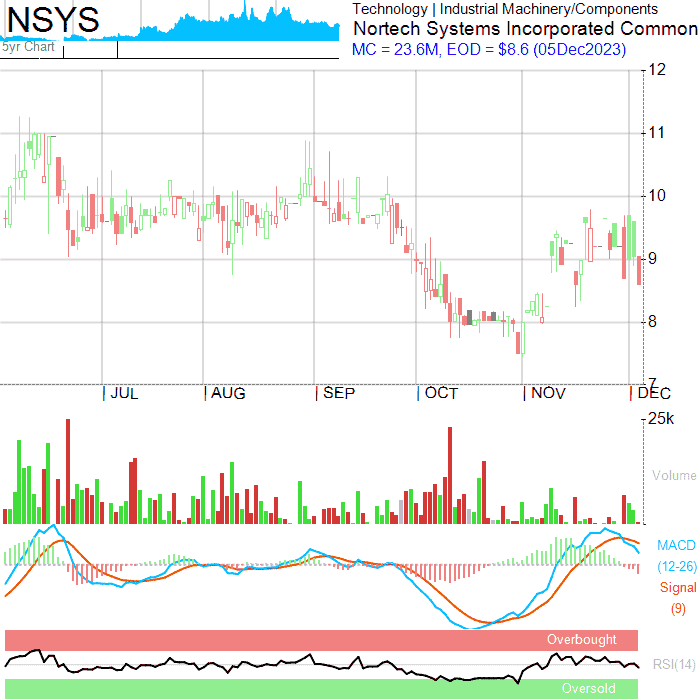 NSYS
5yr Chart
Technology | Industrial Machinery/Components
Nortech Systems Incorporated Common
MC = 23.6M, EOD = $8.6 (05Dec2023)
12
11
10
9
8
7
JUL AUG SEP OCT NOV DEC
25k
Volume
MACD
(12-26)
Signal
(9)
Overbought
RSI(14)
Oversold